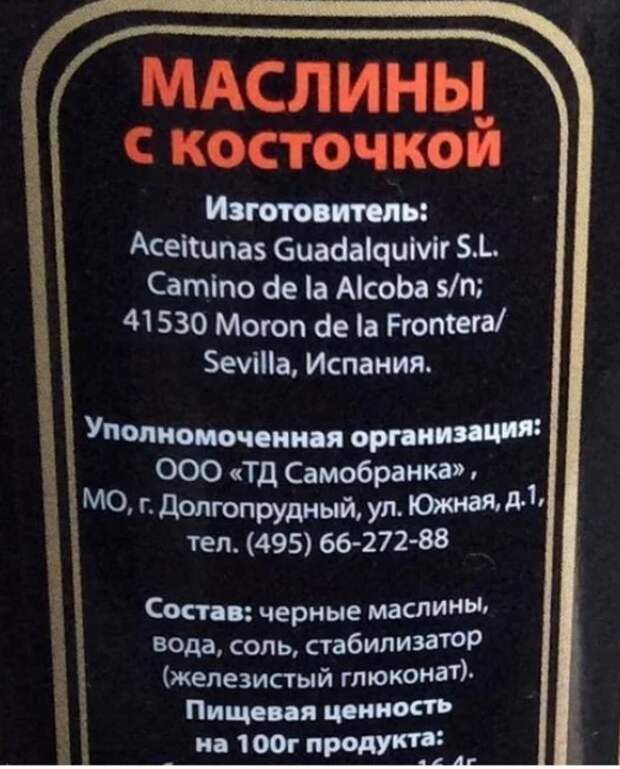 МАСЛИНЫ
С КОСТОЧКОЙ
Изготовитель:
Aceitunas Guadalquivir S.L.
Camino de la Alcoba s/n;
41530 Moron de la Frontera/
Sevilla, Испания.
Уполномоченная организация:
ООО «ТД Самобранка» ,
МО, г. Долгопрудный, ул. Южная, д.1,
тел. (495) 66-272-88
Состав: черные маслины,
вода, соль, стабилизатор
(железистый глюконат).
Пищевая ценность
на 100г продукта: